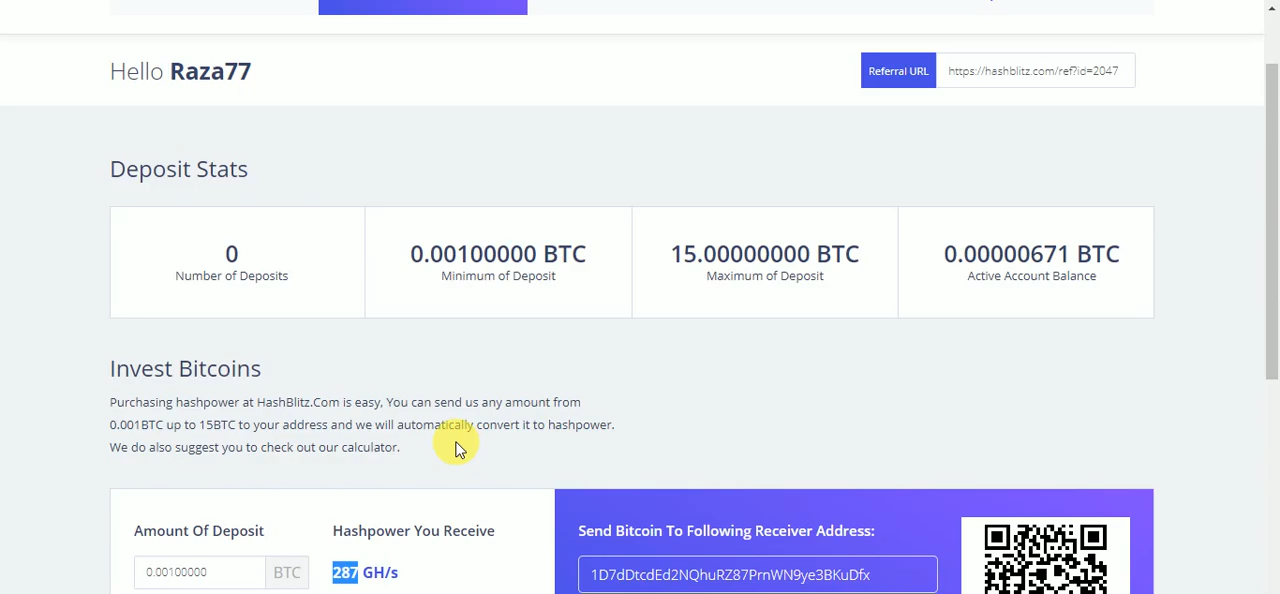 Hello Raza77
Referral URL
https://hashblitz.com/ref?id=2047
Deposit Stats
0
Number of Deposits
0.00100000 BTC
Minimum of Deposit
15.00000000 BTC
Maximum of Deposit
0.00000671 BTC
Active Account Balance
Invest Bitcoins
Purchasing hashpower at HashBlitz.Com is easy, You can send us any amount from
0.001BTC up to 15BTC to your address and we will automatically convert it to hashpower.
We do also suggest you to check out our calculator.
Amount Of Deposit
0.00100000 BTC
Hashpower You Receive
287 GH/s
Send Bitcoin To Following Receiver Address:
1D7dDtcdEd2NQhuRZ87PrnWN9ye3BKuDfx